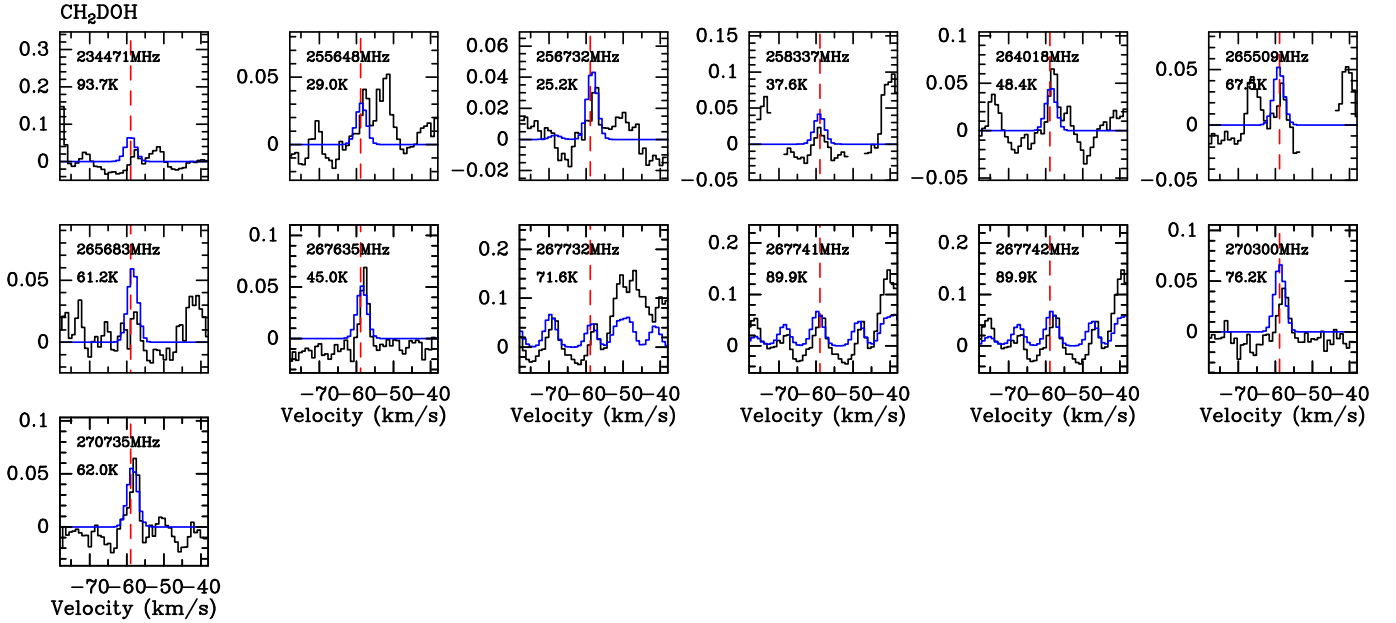 CH₂DOH
0.3
0.2
0.1
0
234471MHz
93.7K
0.05
0
255648MHz
29.0K
0.06
0.04
0.02
0.0
−0.02
256732MHz
25.2K
0.15
0.1
0.05
0
−0.05
258337MHz
37.6K
0.1
0.05
0
−0.05
264018MHz
48.4K
0.05
0
−0.05
265509MHz
67.5K
0.05
0
265683MHz
61.2K
0.1
0.05
0
267635MHz
45.0K
−70 −60 −50 −40
Velocity (km/s)
0.2
0.1
0
267732MHz
71.6K
−70 −60 −50 −40
Velocity (km/s)
0.2
0.1
0
267741MHz
89.9K
−70 −60 −50 −40
Velocity (km/s)
0.2
0.1
0
267742MHz
89.9K
−70 −60 −50 −40
Velocity (km/s)
0.1
0.05
0
270300MHz
76.2K
−70 −60 −50 −40
Velocity (km/s)
0.1
0.05
0
270735MHz
62.0K
−70 −60 −50 −40
Velocity (km/s)